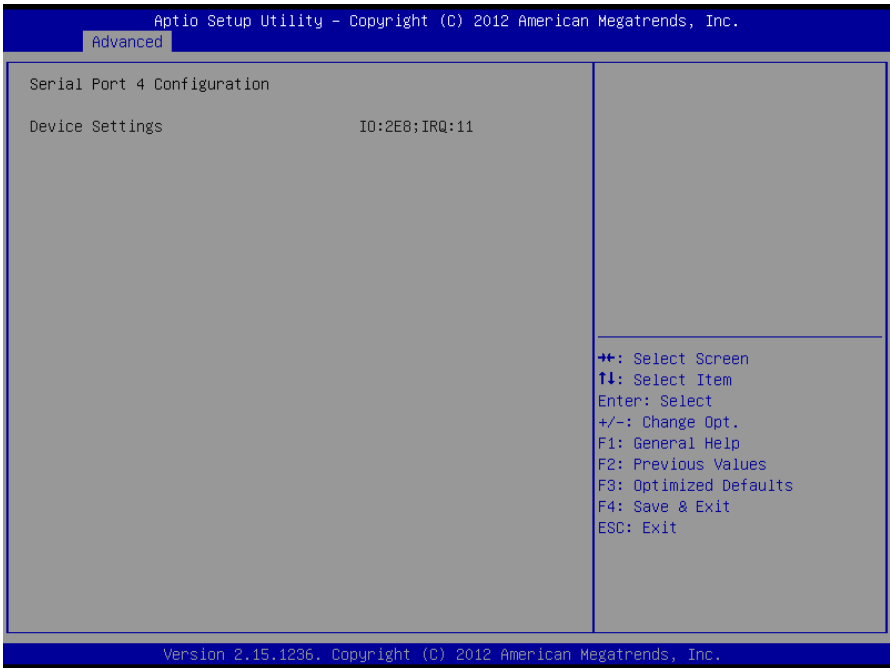 Aptio Setup Utility – Copyright (C) 2012 American Megatrends, Inc.
Advanced
Serial Port 4 Configuration
Device Settings IO:2E8;IRQ:11
→←: Select Screen
↑↓: Select Item
Enter: Select
+/-: Change Opt.
F1: General Help
F2: Previous Values
F3: Optimized Defaults
F4: Save & Exit
ESC: Exit
Version 2.15.1236. Copyright (C) 2012 American Megatrends, Inc.